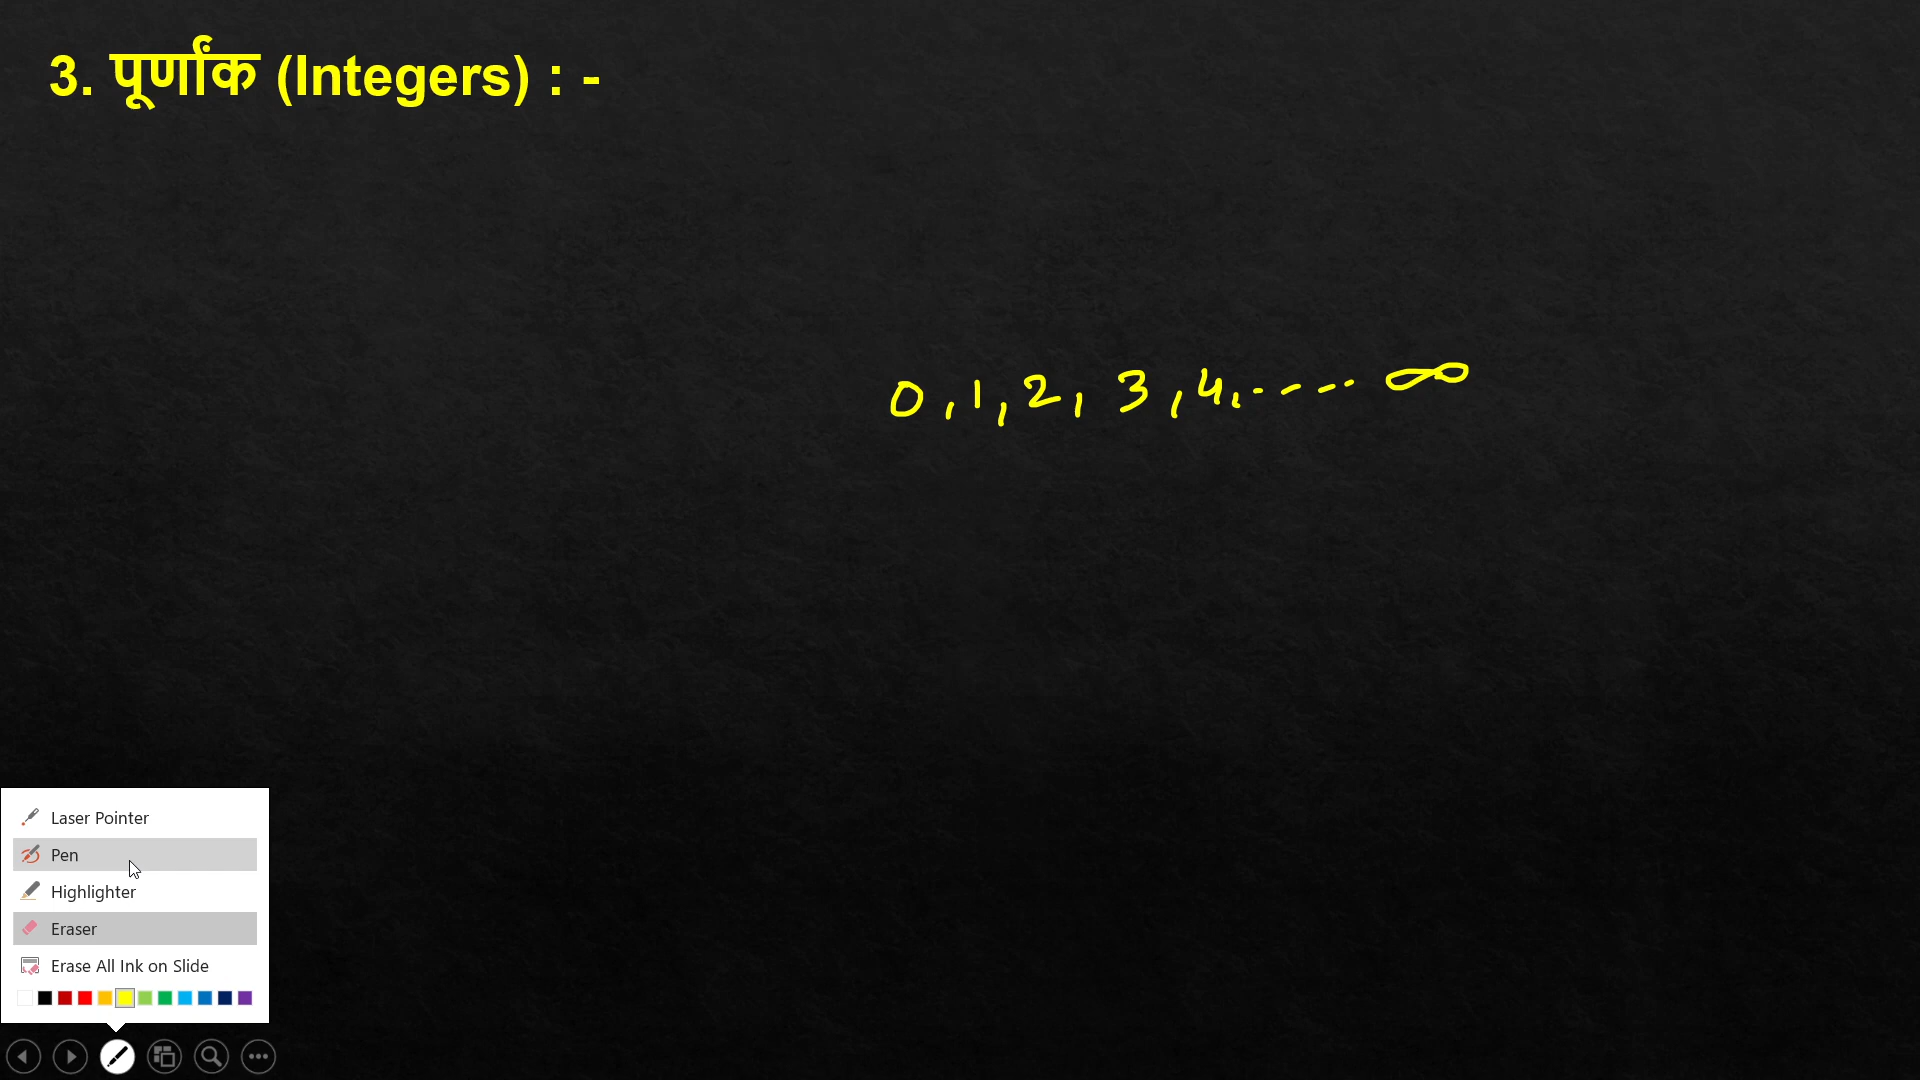 3. पूर्णांक (Integers) : -
0, 1, 2, 3, 4, ---- ∞
Laser Pointer
Pen
Highlighter
Eraser
Erase All Ink on Slide